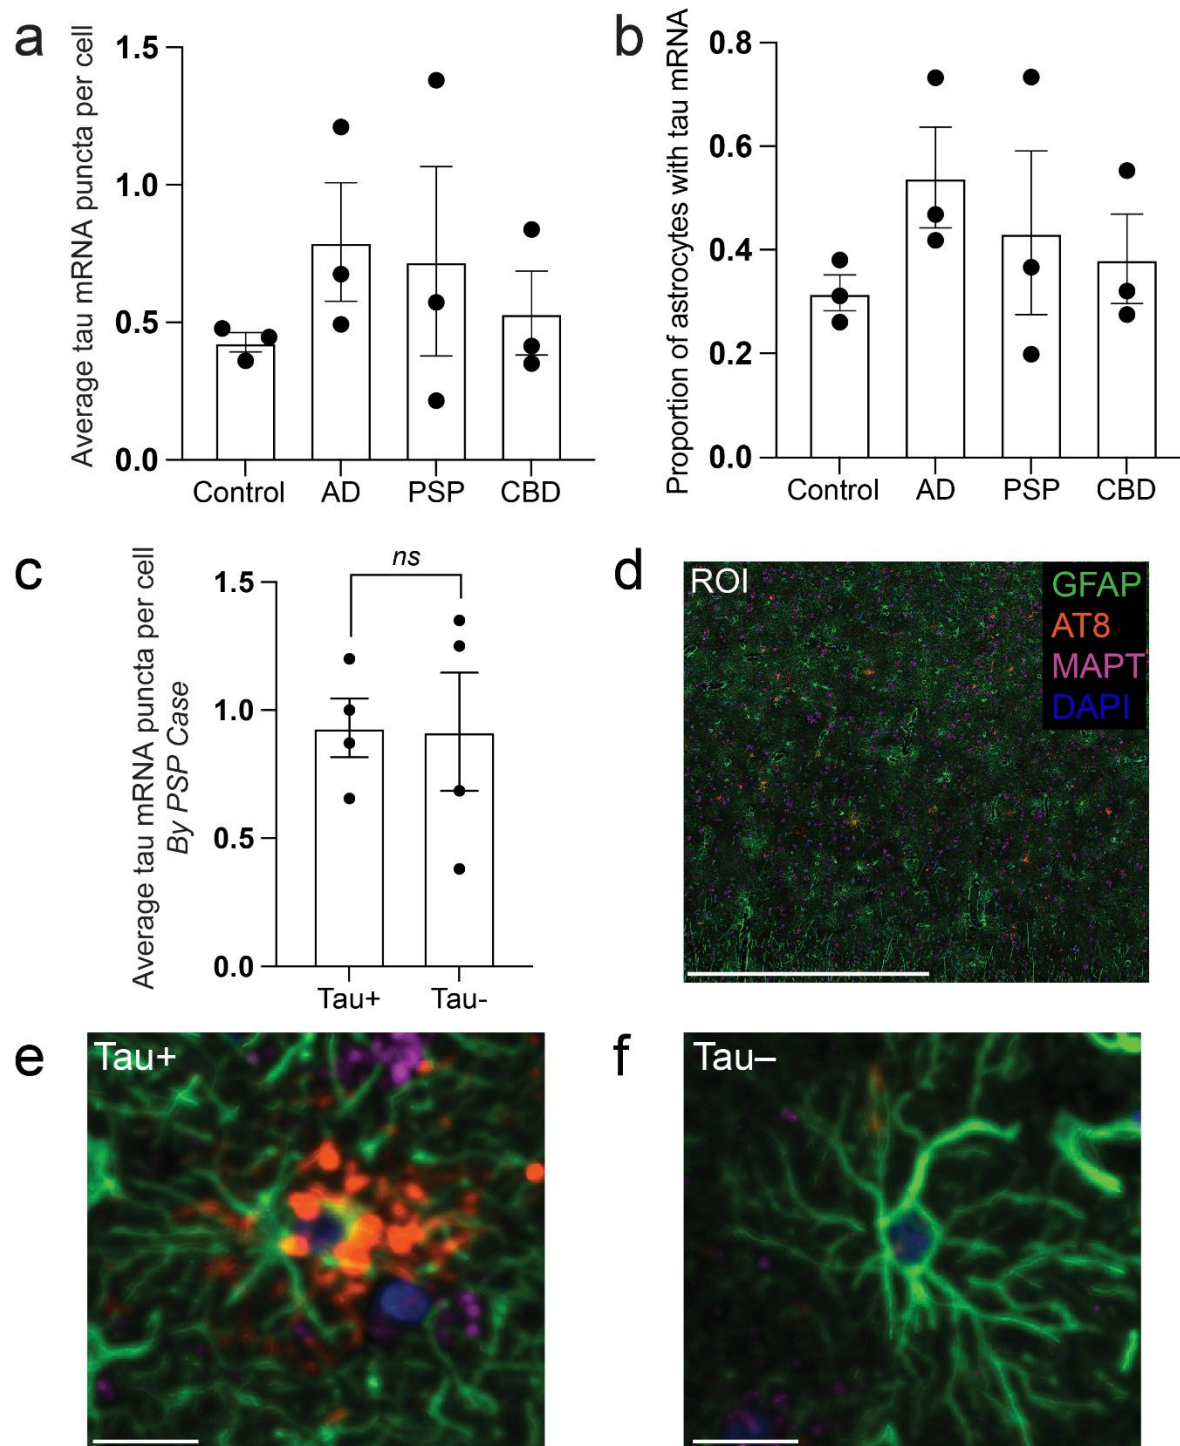 a
Average tau mRNA puncta per cell
1.5
1.0
0.5
0.0
Control AD PSP CBD
b
Proportion of astrocytes with tau mRNA
0.8
0.6
0.4
0.2
0.0
Control AD PSP CBD
c
Average tau mRNA puncta per cell
By PSP Case
1.5
1.0
0.5
0.0
ns
Tau+ Tau-
d
ROI
GFAP
AT8
MAPT
DAPI
e
Tau+
f
Tau–